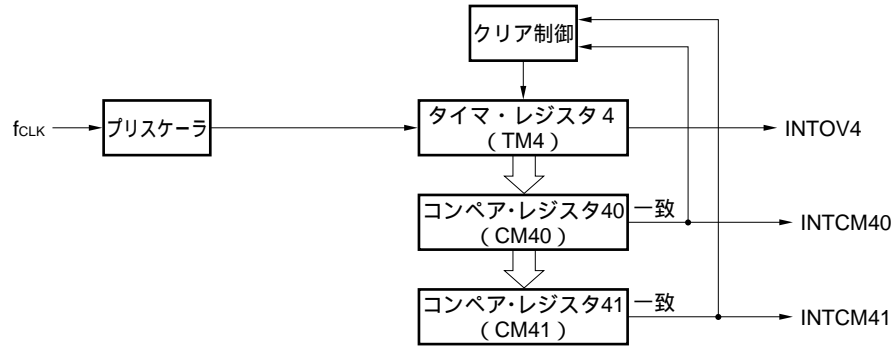 クリア制御
fCLK
プリスケーラ
タイマ・レジスタ4
(TM4)
INTOV4
コンペア・レジスタ40
(CM40)
一致
INTCM40
コンペア・レジスタ41
(CM41)
一致
INTCM41